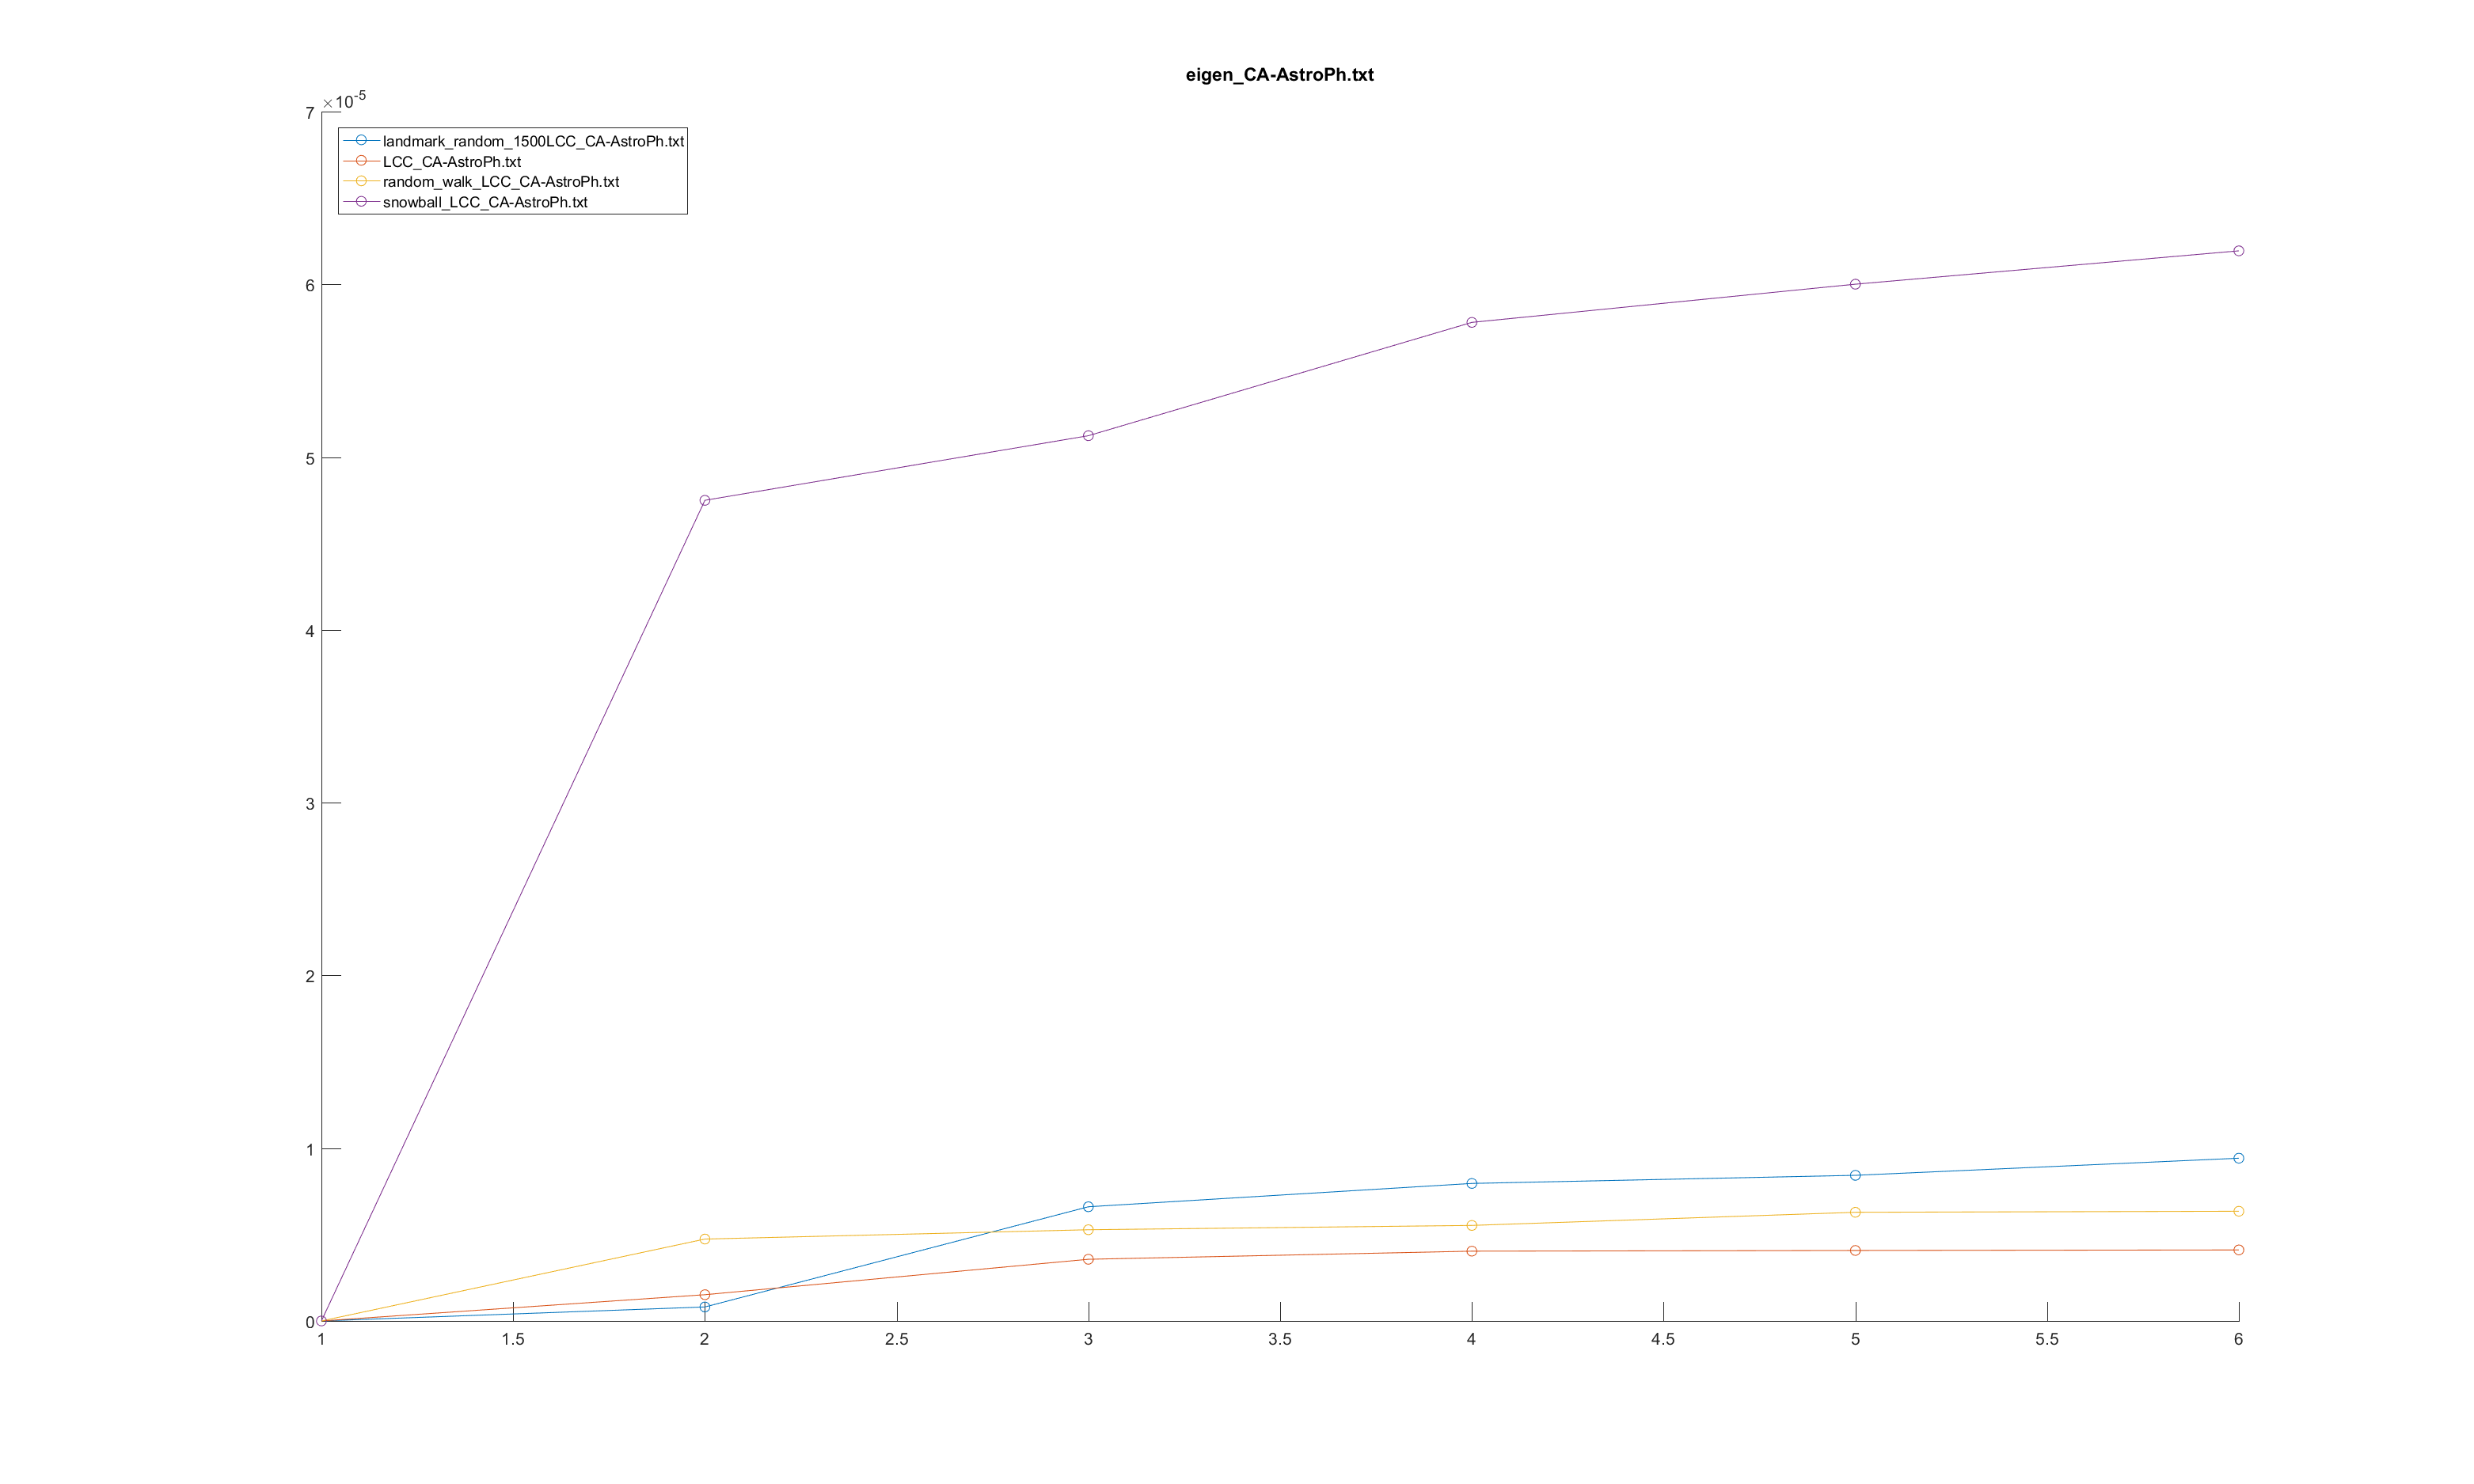 eigen_CA-AstroPh.txt
×10-5
7
landmark_random_1500LCC_CA-AstroPh.txt
LCC_CA-AstroPh.txt
random_walk_LCC_CA-AstroPh.txt
snowball_LCC_CA-AstroPh.txt
6
5
4
3
2
1
0
1 1.5 2 2.5 3 3.5 4 4.5 5 5.5 6